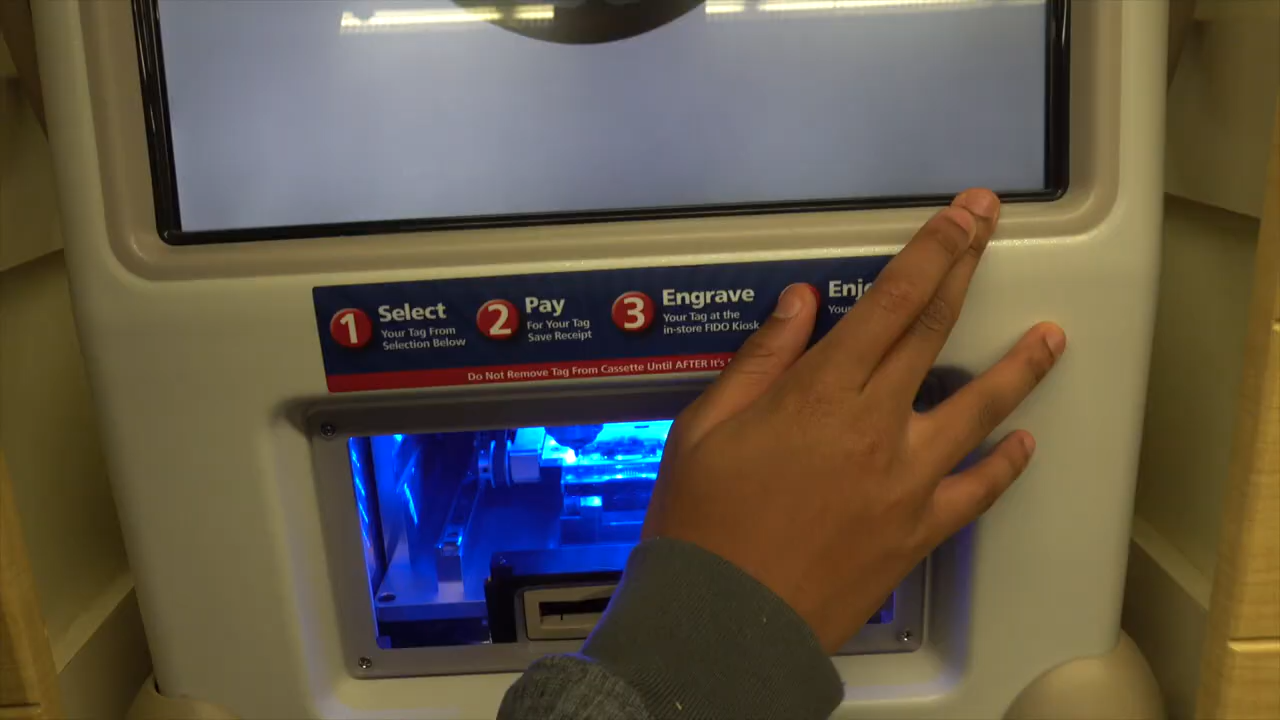 1 Select
Your Tag From
Selection Below
2 Pay
For Your Tag
Save Receipt
3 Engrave
Your Tag at the
in-store FIDO Kiosk
Do Not Remove Tag From Cassette Until AFTER It's